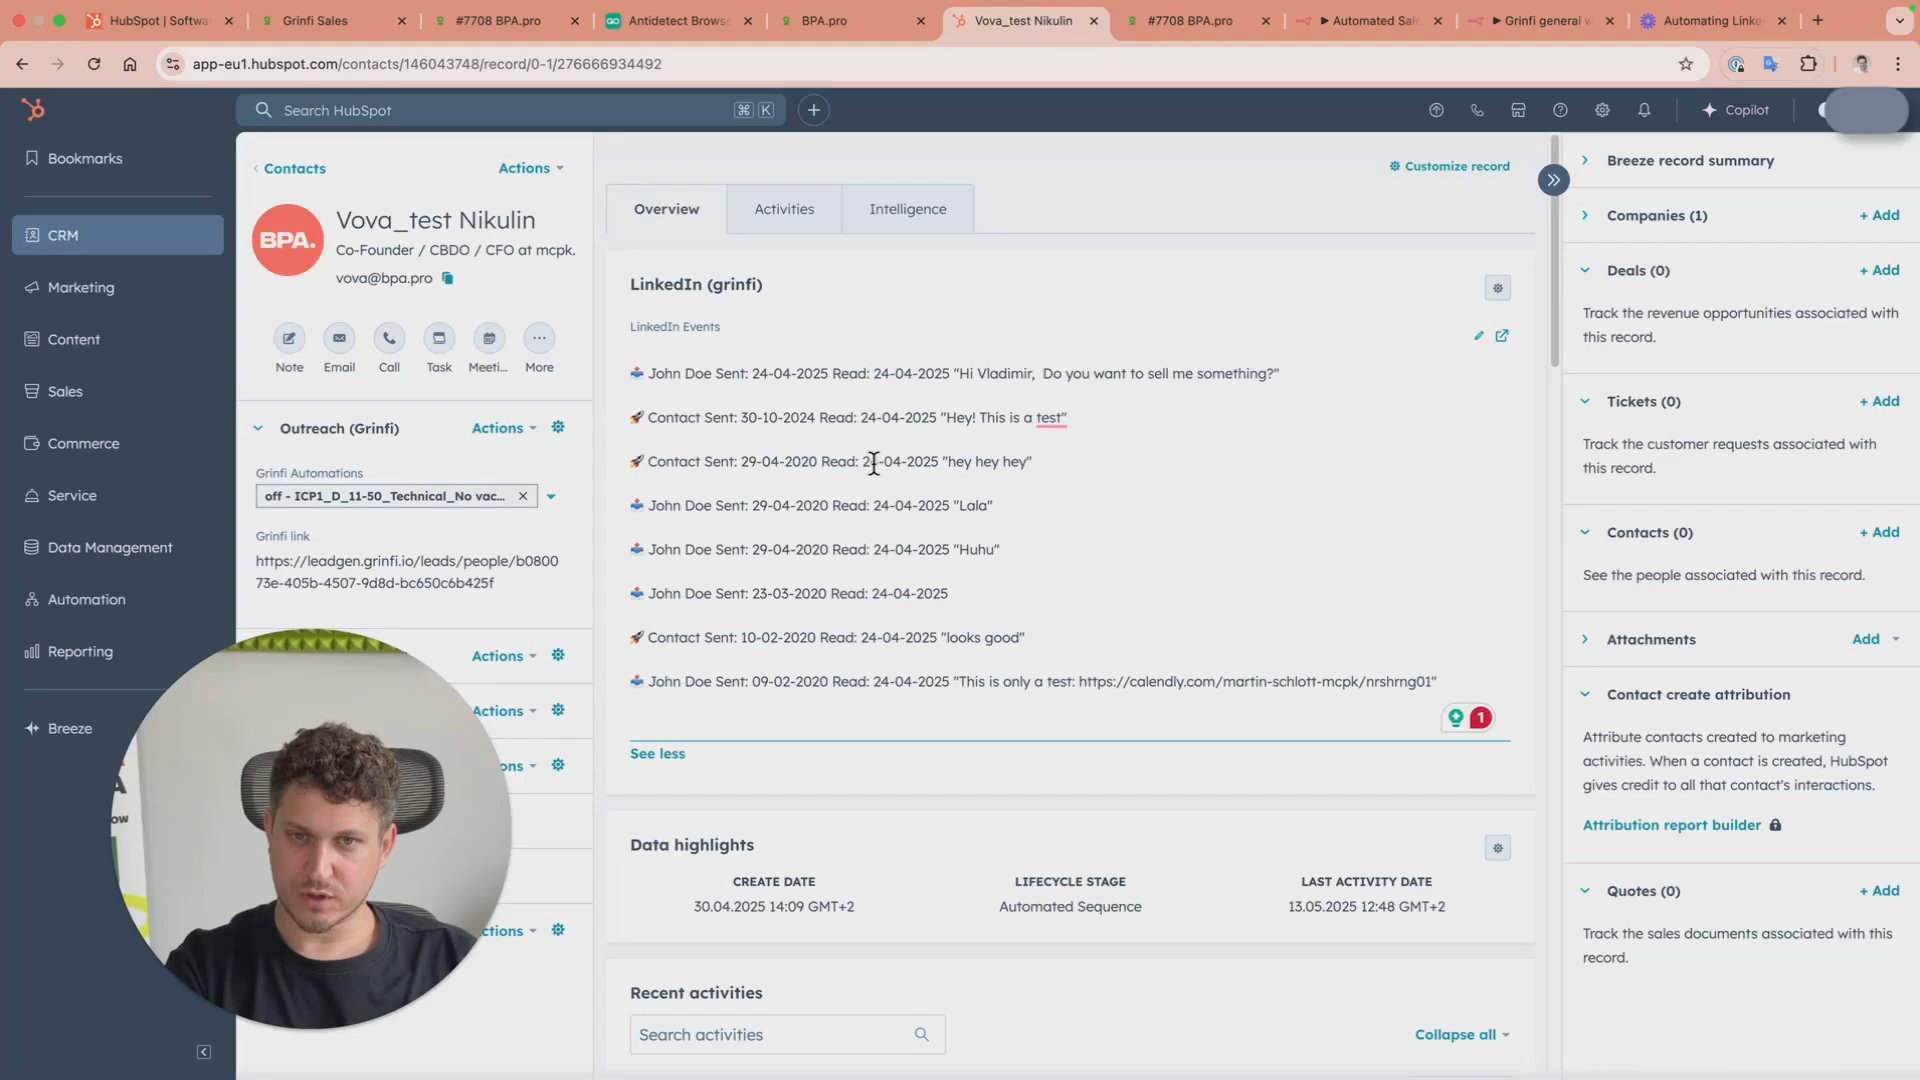 HubSpot | Softwa
Grinfi Sales
#7708 BPA.pro
Antidetect Browse
BPA.pro
Vova_test Nikulin
#7708 BPA.pro
Automated Sal
Grinfi general w
Automating Linke
app-eu1.hubspot.com/contacts/146043748/record/0-1/276666934492
Search HubSpot
⌘ K
Copilot
Bookmarks
CRM
Marketing
Content
Sales
Commerce
Service
Data Management
Automation
Reporting
Breeze
Contacts
Actions
BPA.
Vova_test Nikulin
Co-Founder / CBDO / CFO at mcpk.
vova@bpa.pro
Note
Email
Call
Task
Meeti...
More
Outreach (Grinfi)
Actions
Grinfi Automations
off - ICP1_D_11-50_Technical_No vac...
Grinfi link
https://leadgen.grinfi.io/leads/people/b0800
73e-405b-4507-9d8d-bc650c6b425f
Actions
Actions
ons
ctions
ow
Customize record
Overview
Activities
Intelligence
LinkedIn (grinfi)
LinkedIn Events
John Doe Sent: 24-04-2025 Read: 24-04-2025 "Hi Vladimir,  Do you want to sell me something?"
Contact Sent: 30-10-2024 Read: 24-04-2025 "Hey! This is a test"
Contact Sent: 29-04-2020 Read: 24-04-2025 "hey hey hey"
John Doe Sent: 29-04-2020 Read: 24-04-2025 "Lala"
John Doe Sent: 29-04-2020 Read: 24-04-2025 "Huhu"
John Doe Sent: 23-03-2020 Read: 24-04-2025
Contact Sent: 10-02-2020 Read: 24-04-2025 "looks good"
John Doe Sent: 09-02-2020 Read: 24-04-2025 "This is only a test: https://calendly.com/martin-schlott-mcpk/nrshrng01"
1
See less
Data highlights
CREATE DATE
30.04.2025 14:09 GMT+2
LIFECYCLE STAGE
Automated Sequence
LAST ACTIVITY DATE
13.05.2025 12:48 GMT+2
Recent activities
Search activities
Collapse all
Breeze record summary
Companies (1)
+ Add
Deals (0)
+ Add
Track the revenue opportunities associated with
this record.
Tickets (0)
+ Add
Track the customer requests associated with
this record.
Contacts (0)
+ Add
See the people associated with this record.
Attachments
Add
Contact create attribution
Attribute contacts created to marketing
activities. When a contact is created, HubSpot
gives credit to all that contact's interactions.
Attribution report builder
Quotes (0)
+ Add
Track the sales documents associated with this
record.